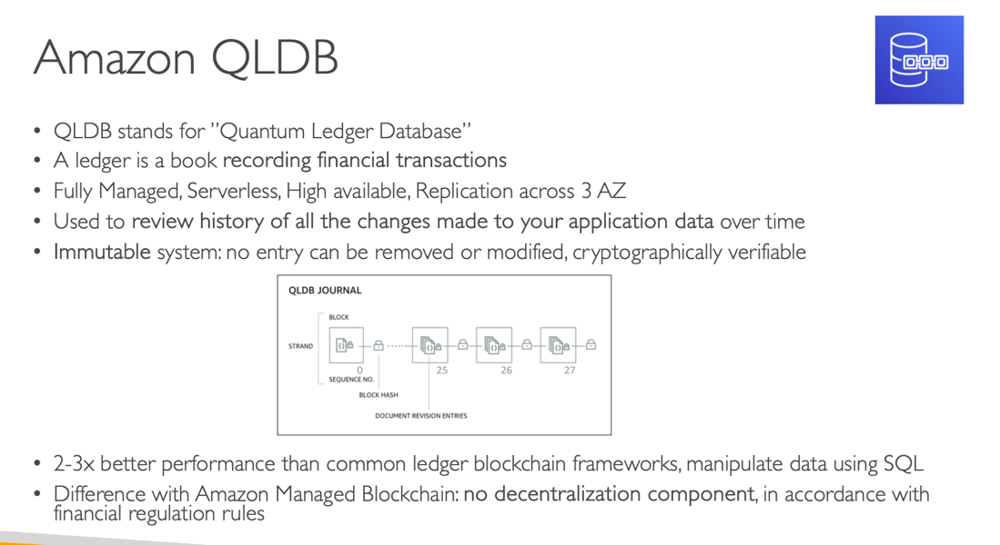 Amazon QLDB
• QLDB stands for ”Quantum Ledger Database”
• A ledger is a book recording financial transactions
• Fully Managed, Serverless, High available, Replication across 3 AZ
• Used to review history of all the changes made to your application data over time
• Immutable system: no entry can be removed or modified, cryptographically verifiable
QLDB JOURNAL
BLOCK
STRAND
0
25
26
27
SEQUENCE NO.
BLOCK HASH
DOCUMENT REVISION ENTRIES
• 2-3x better performance than common ledger blockchain frameworks, manipulate data using SQL
• Difference with Amazon Managed Blockchain: no decentralization component, in accordance with
financial regulation rules